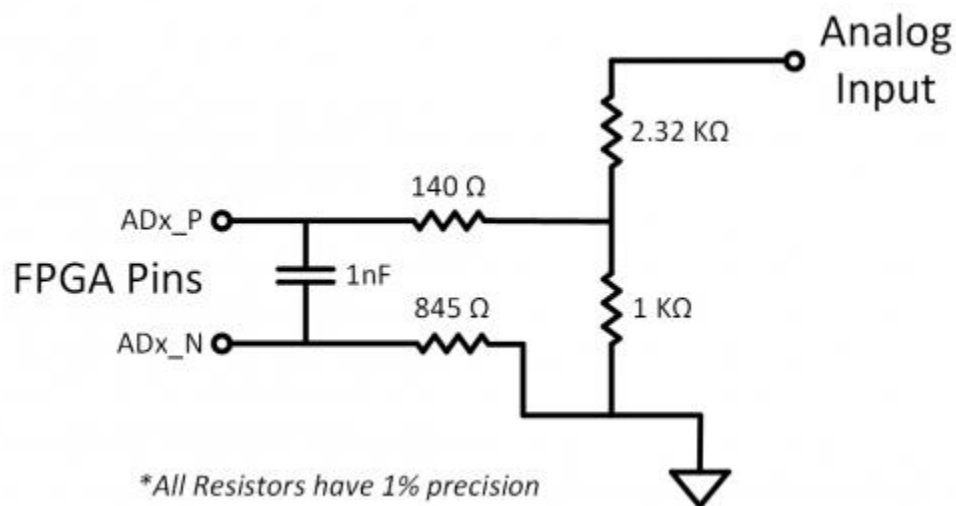 Analog
Input
2.32 KΩ
140 Ω
ADx_P
FPGA Pins
1nF
1 KΩ
845 Ω
ADx_N
*All Resistors have 1% precision